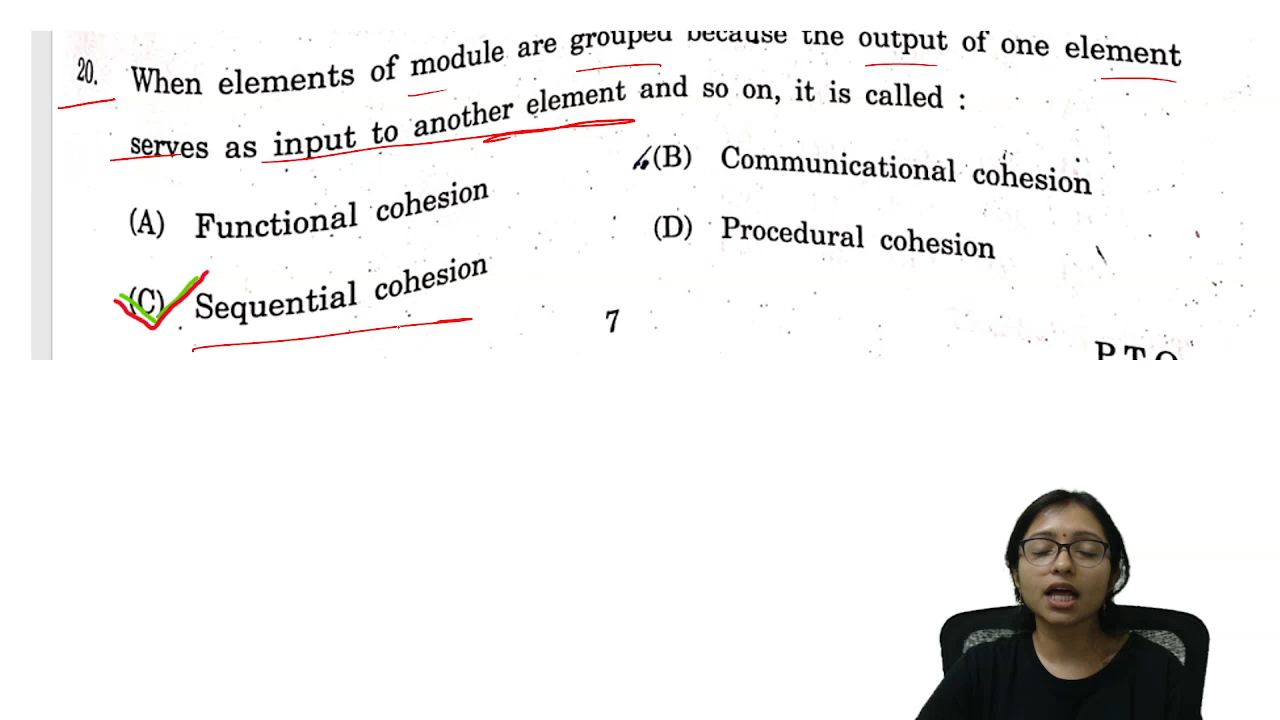 20. When elements of module are grouped because the output of one element
serves as input to another element and so on, it is called :
(A) Functional cohesion
(B) Communicational cohesion
(C) Sequential cohesion
(D) Procedural cohesion
7
P.T.O